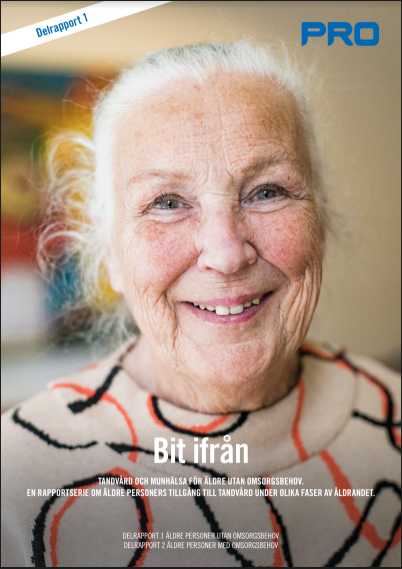 Delrapport 1
PRO
Bit ifrån
TANDVÅRD OCH MUNHÄLSA FÖR ÄLDRE UTAN OMSORGSBEHOV.
EN RAPPORTSERIE OM ÄLDRE PERSONERS TILLGÅNG TILL TANDVÅRD UNDER OLIKA FASER AV ÅLDRANDET.
DELRAPPORT 1 ÄLDRE PERSONER UTAN OMSORGSBEHOV
DELRAPPORT 2 ÄLDRE PERSONER MED OMSORGSBEHOV